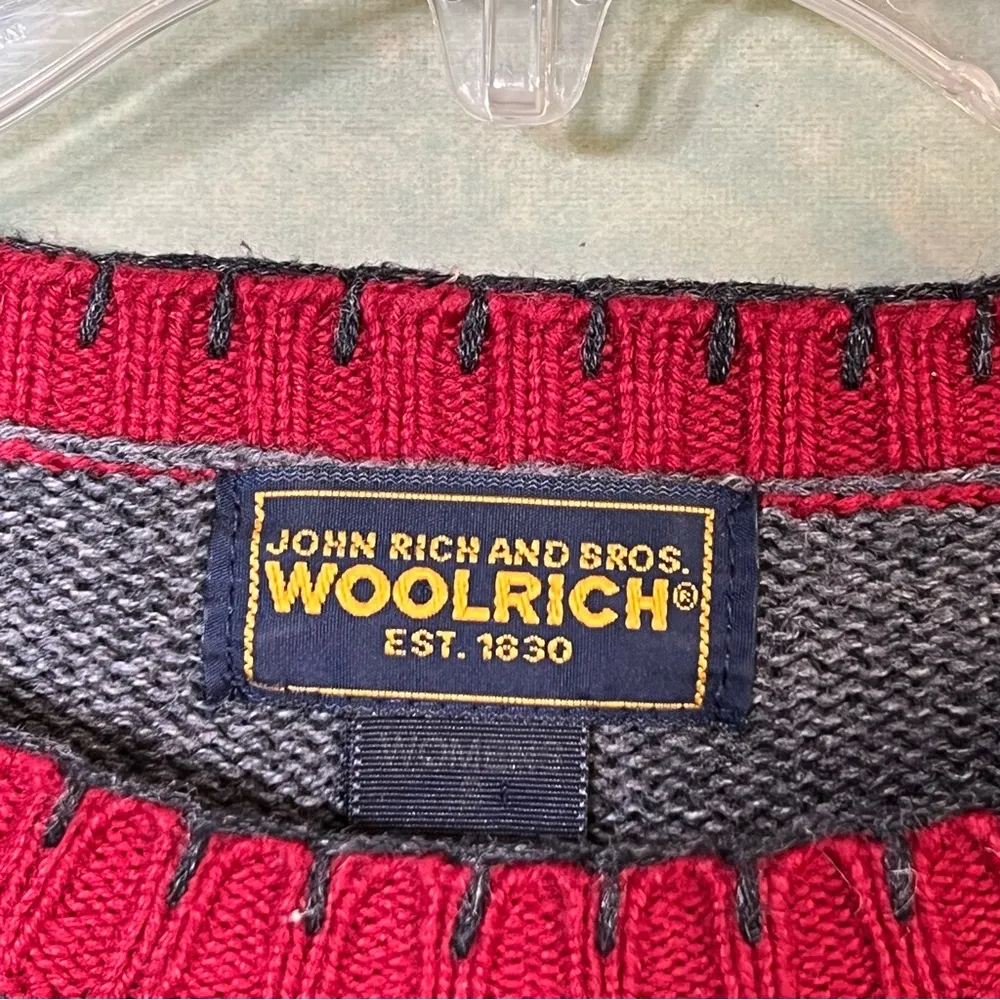 JOHN RICH AND BROS.
WOOLRICH®
EST. 1830